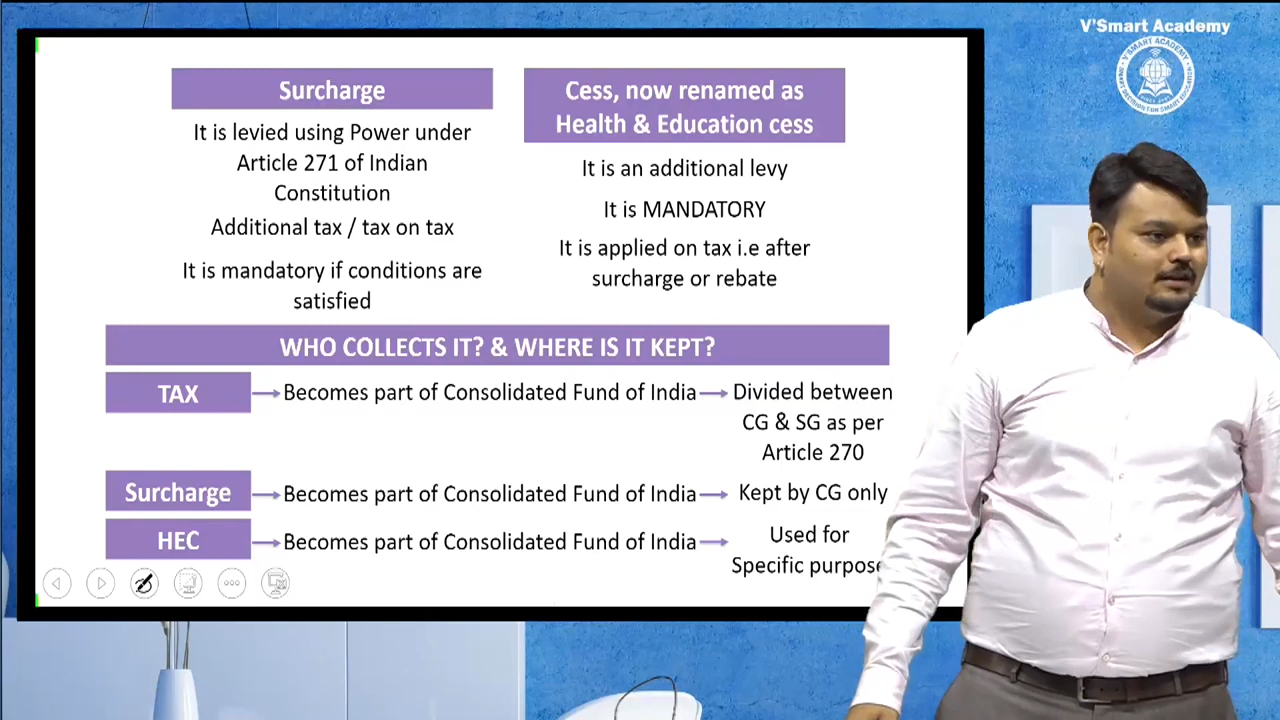 V'Smart Academy
Surcharge
It is levied using Power under
Article 271 of Indian
Constitution
Additional tax / tax on tax
It is mandatory if conditions are
satisfied
Cess, now renamed as
Health & Education cess
It is an additional levy
It is MANDATORY
It is applied on tax i.e after
surcharge or rebate
WHO COLLECTS IT? & WHERE IS IT KEPT?
TAX
Becomes part of Consolidated Fund of India
Divided between
CG & SG as per
Article 270
Surcharge
Becomes part of Consolidated Fund of India
Kept by CG only
HEC
Becomes part of Consolidated Fund of India
Used for
Specific purpose